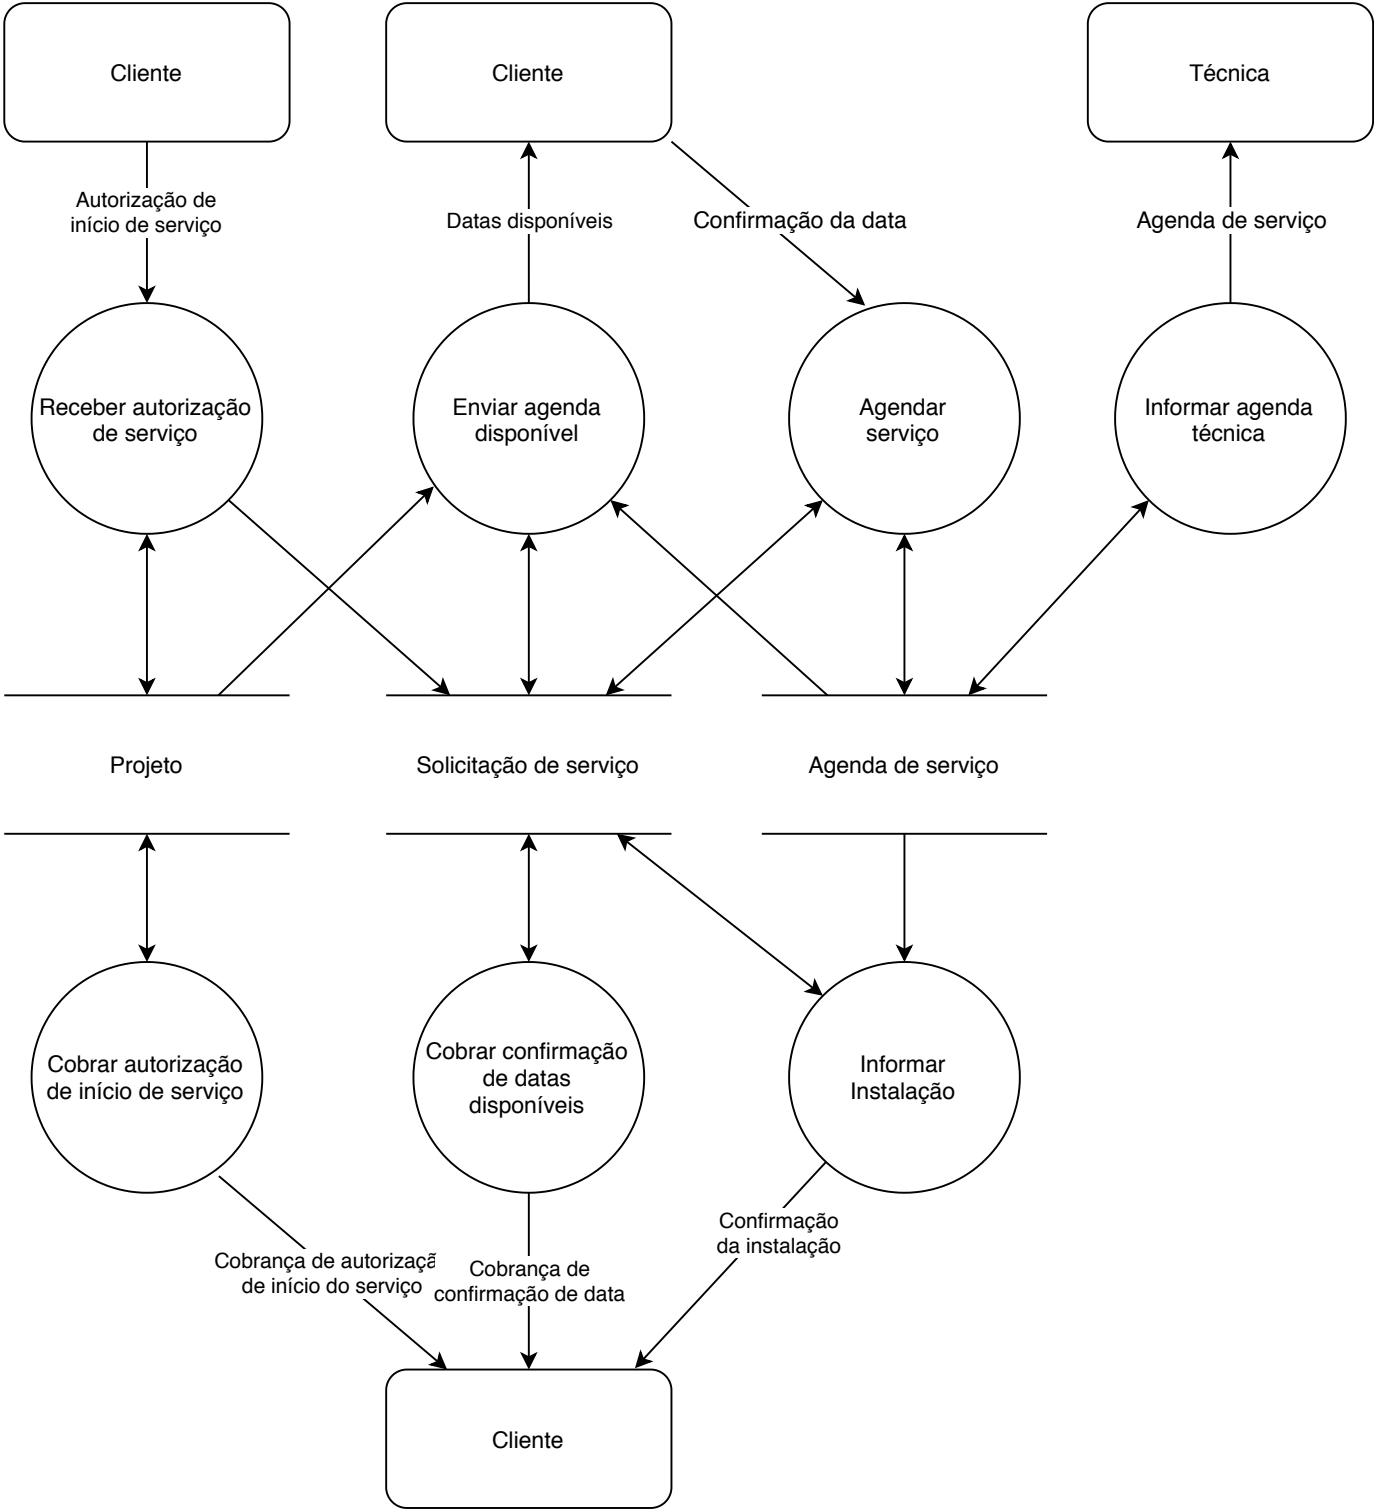 Cliente
Cliente
Técnica
Autorização de
início de serviço
Datas disponíveis
Confirmação da data
Agenda de serviço
Receber autorização
de serviço
Enviar agenda
disponível
Agendar
serviço
Informar agenda
técnica
Projeto
Solicitação de serviço
Agenda de serviço
Cobrar autorização
de início de serviço
Cobrar confirmação
de datas
disponíveis
Informar
Instalação
Cobrança de autorizaçã
de início do serviço
Cobrança de
confirmação de data
Confirmação
da instalação
Cliente